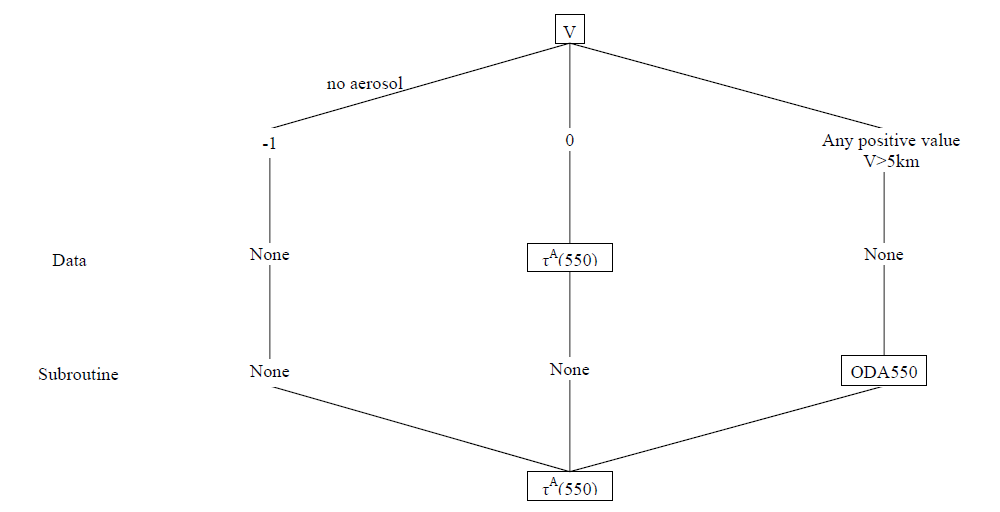 V
no aerosol
-1
0
Any positive value
V>5km
Data
None
τᴬ(550)
None
Subroutine
None
None
ODA550
τᴬ(550)